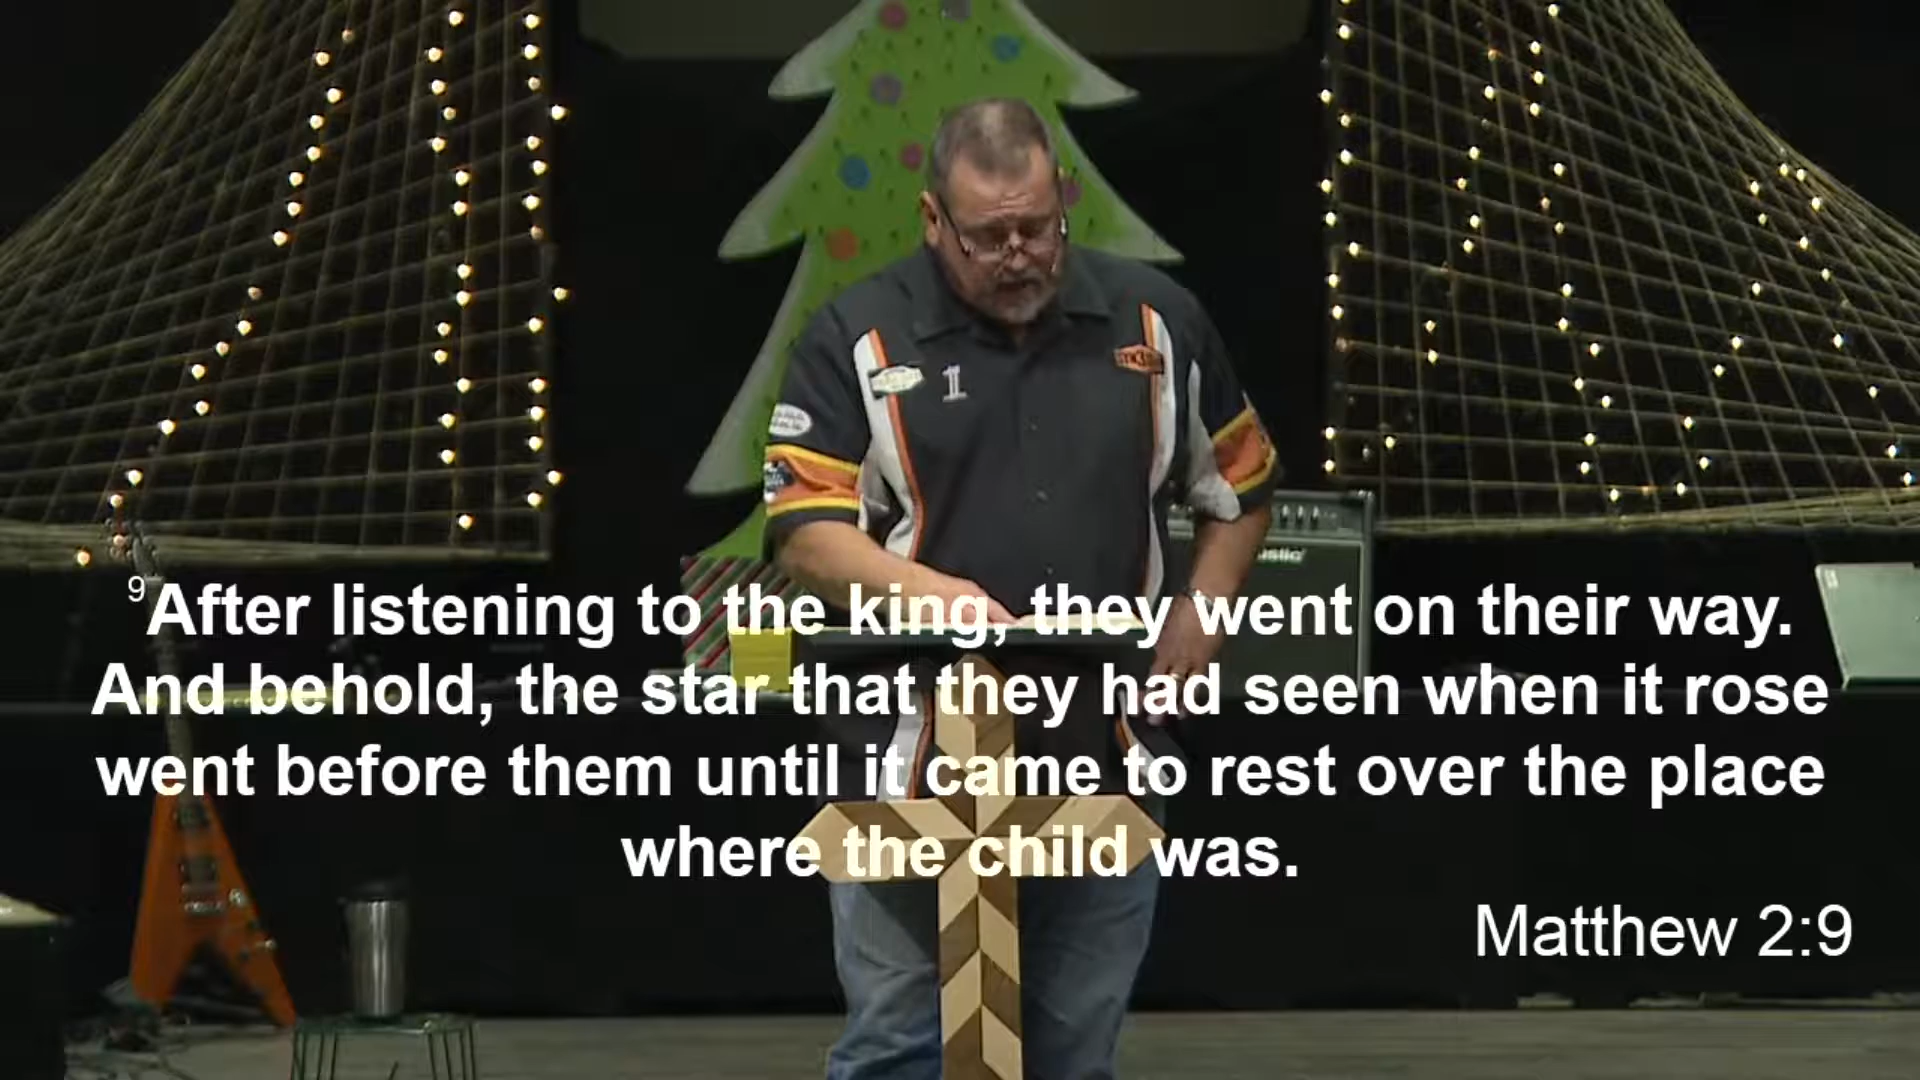 1
ustic
⁹After listening to the king, they went on their way.
And behold, the star that they had seen when it rose
went before them until it came to rest over the place
where the child was.
Matthew 2:9